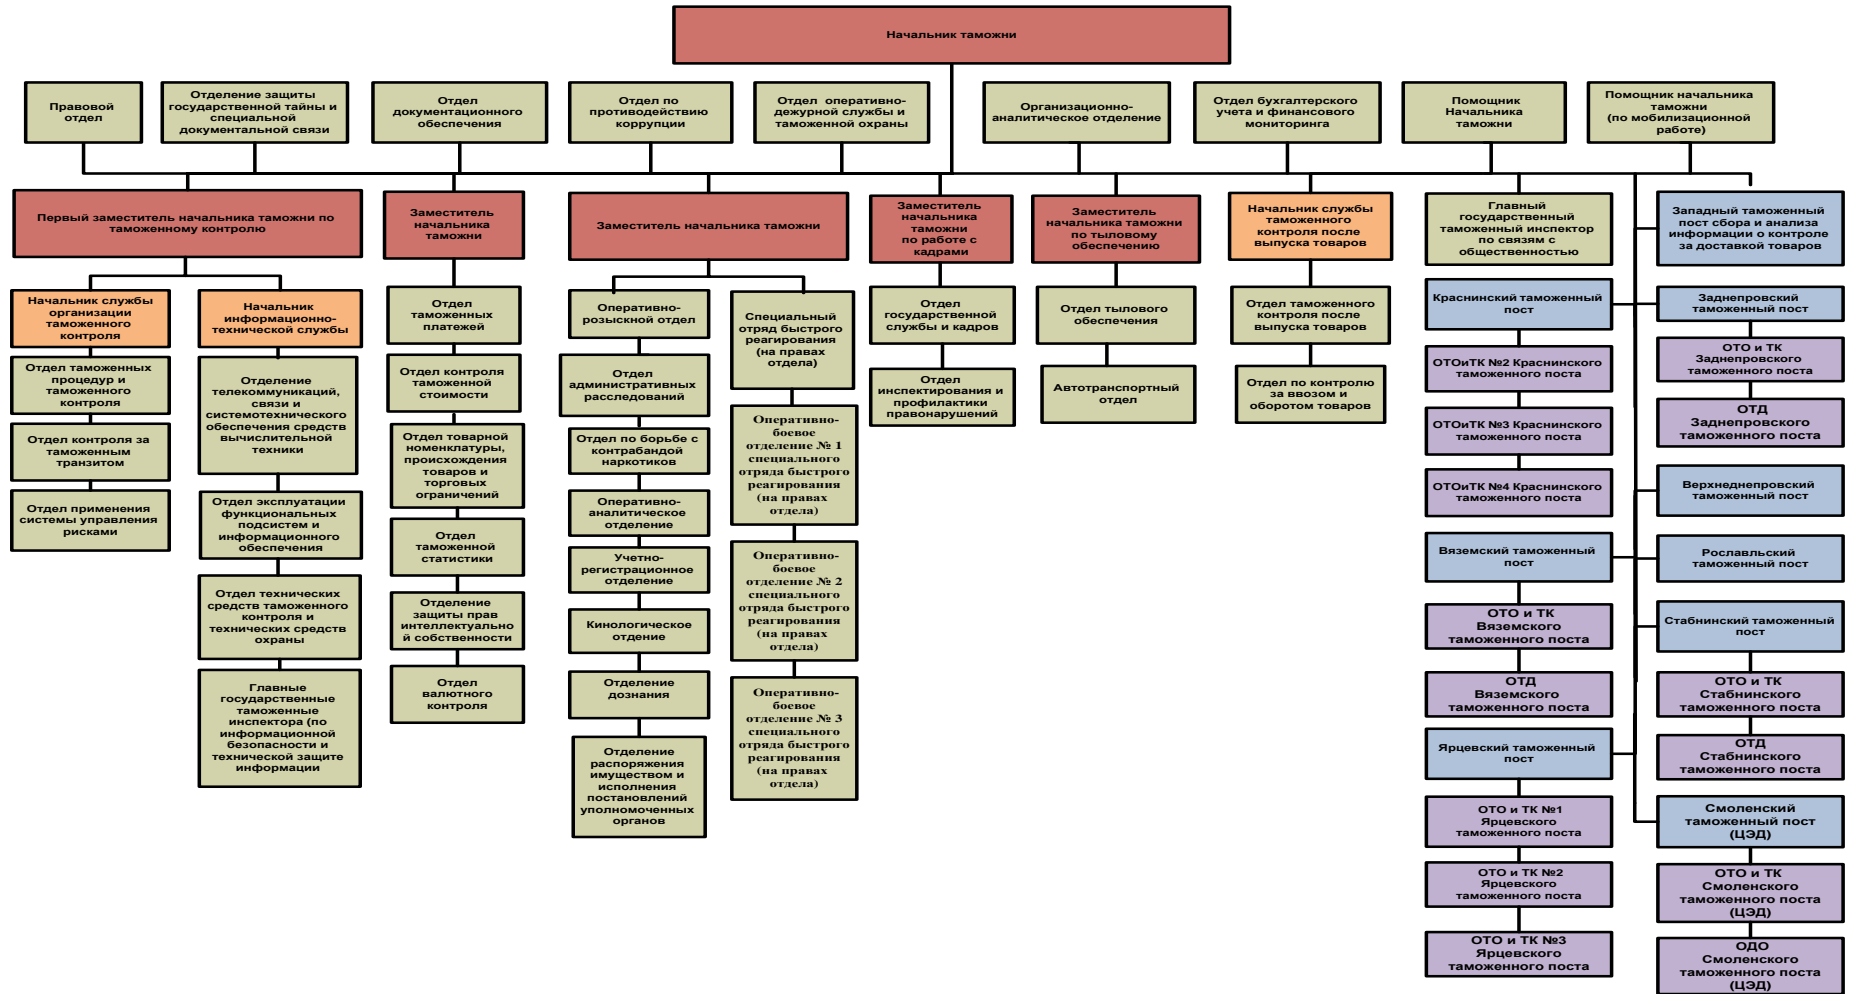 Начальник таможни
Правовой
отдел
Отделение защиты
государственной тайны и
специальной
документальной связи
Отдел
документационного
обеспечения
Отдел по
противодействию
коррупции
Отдел оперативно-
дежурной службы и
таможенной охраны
Организационно-
аналитическое отделение
Отдел бухгалтерского
учета и финансового
мониторинга
Помощник
Начальника
таможни
Помощник начальника
таможни
(по мобилизационной
работе)
Первый заместитель начальника таможни по
таможенному контролю
Заместитель
начальника
таможни
Заместитель начальника таможни
Заместитель
начальника
таможни
по работе с
кадрами
Заместитель
начальника таможни
по тыловому
обеспечению
Начальник службы
таможенного
контроля после
выпуска товаров
Главный
государственный
таможенный инспектор
по связям с
общественностью
Западный таможенный
пост сбора и анализа
информации о контроле
за доставкой товаров
Начальник службы
организации
таможенного
контроля
Отдел таможенных
процедур и
таможенного
контроля
Отдел контроля за
таможенным
транзитом
Отдел применения
системы управления
рисками
Начальник
информационно-
технической службы
Отделение
телекоммуникаций,
связи и
системотехнического
обеспечения средств
вычислительной
техники
Отдел эксплуатации
функциональных
подсистем и
информационного
обеспечения
Отдел технических
средств таможенного
контроля и
технических средств
охраны
Главные
государственные
таможенные
инспектора (по
информационной
безопасности и
технической защите
информации
Отдел
таможенных
платежей
Отдел контроля
таможенной
стоимости
Отдел товарной
номенклатуры,
происхождения
товаров и
торговых
ограничений
Отдел
таможенной
статистики
Отделение
защиты прав
интеллектуально
й собственности
Отдел
валютного
контроля
Оперативно-
розыскной отдел
Отдел
административных
расследований
Отдел по борьбе с
контрабандой
наркотиков
Оперативно-
аналитическое
отделение
Учетно-
регистрационное
отделение
Кинологическое
отдение
Отделение
дознания
Отделение
распоряжения
имуществом и
исполнения
постановлений
уполномоченных
органов
Специальный
отряд быстрого
реагирования
(на правах
отдела)
Оперативно-
боевое
отделение № 1
специального
отряда быстрого
реагирования
(на правах
отдела)
Оперативно-
боевое
отделение № 2
специального
отряда быстрого
реагирования
(на правах
отдела)
Оперативно-
боевое
отделение № 3
специального
отряда быстрого
реагирования
(на правах
отдела)
Отдел
государственной
службы и кадров
Отдел
инспектирования и
профилактики
правонарушений
Отдел тылового
обеспечения
Автотранспортный
отдел
Отдел таможенного
контроля после
выпуска товаров
Отдел по контролю
за ввозом и
оборотом товаров
Краснинский таможенный
пост
ОТОиТК №2 Краснинского
таможенного поста
ОТОиТК №3 Краснинского
таможенного поста
ОТОиТК №4 Краснинского
таможенного поста
Вяземский таможенный
пост
ОТО и ТК
Вяземского
таможенного поста
ОТД
Вяземского
таможенного поста
Ярцевский таможенный
пост
ОТО и ТК №1
Ярцевского
таможенного поста
ОТО и ТК №2
Ярцевского
таможенного поста
ОТО и ТК №3
Ярцевского
таможенного поста
Заднепровский
таможенный пост
ОТО и ТК
Заднепровского
таможенного поста
ОТД
Заднепровского
таможенного поста
Верхнеднепровский
таможенный пост
Рославльский
таможенный пост
Стабнинский таможенный
пост
ОТО и ТК
Стабнинского
таможенного поста
ОТД
Стабнинского
таможенного поста
Смоленский
таможенный пост
(ЦЭД)
ОТО и ТК
Смоленского
таможенного поста
(ЦЭД)
ОДО
Смоленского
таможенного поста
(ЦЭД)